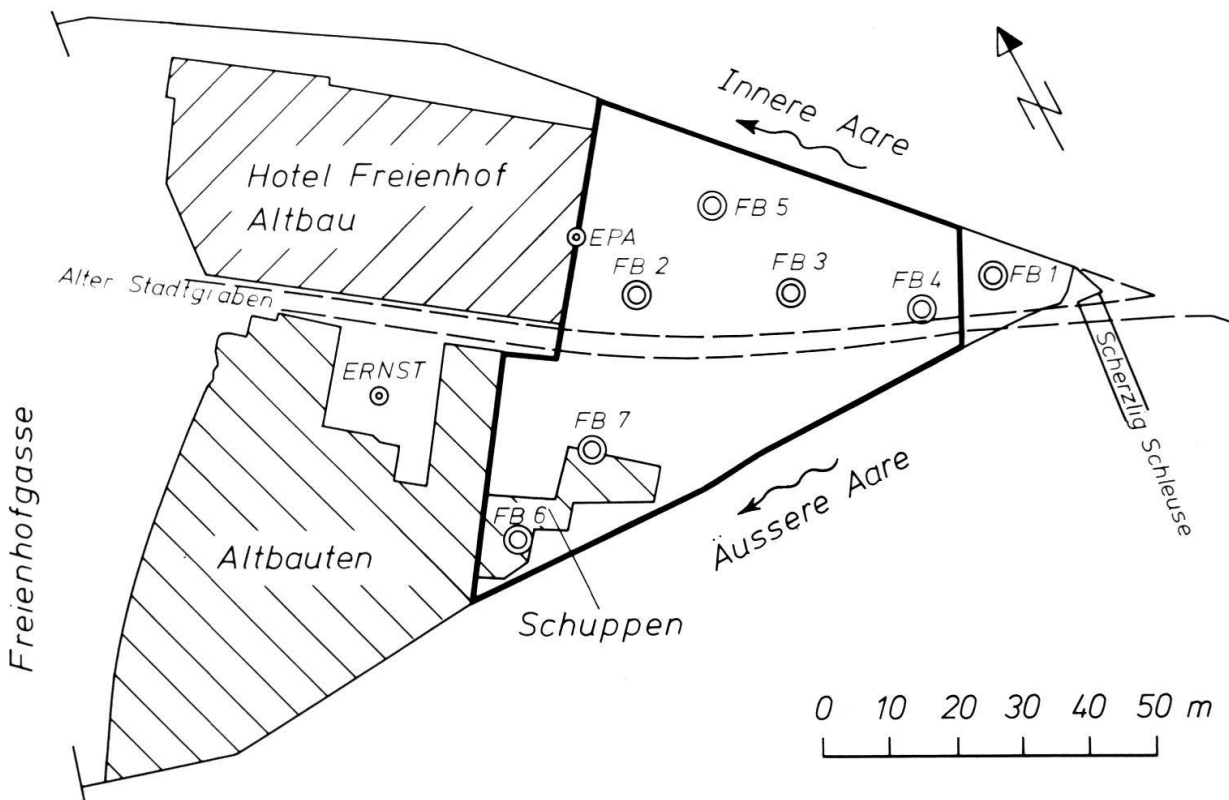 Innere Aare
Hotel Freienhof
Altbau
FB 5
EPA
FB 2
FB 3
FB 4
FB 1
Alter Stadtgraben
ERNST
Scherzlig Schleuse
FB 7
Freienhofgasse
FB 6
Äussere Aare
Altbauten
Schuppen
0 10 20 30 40 50 m